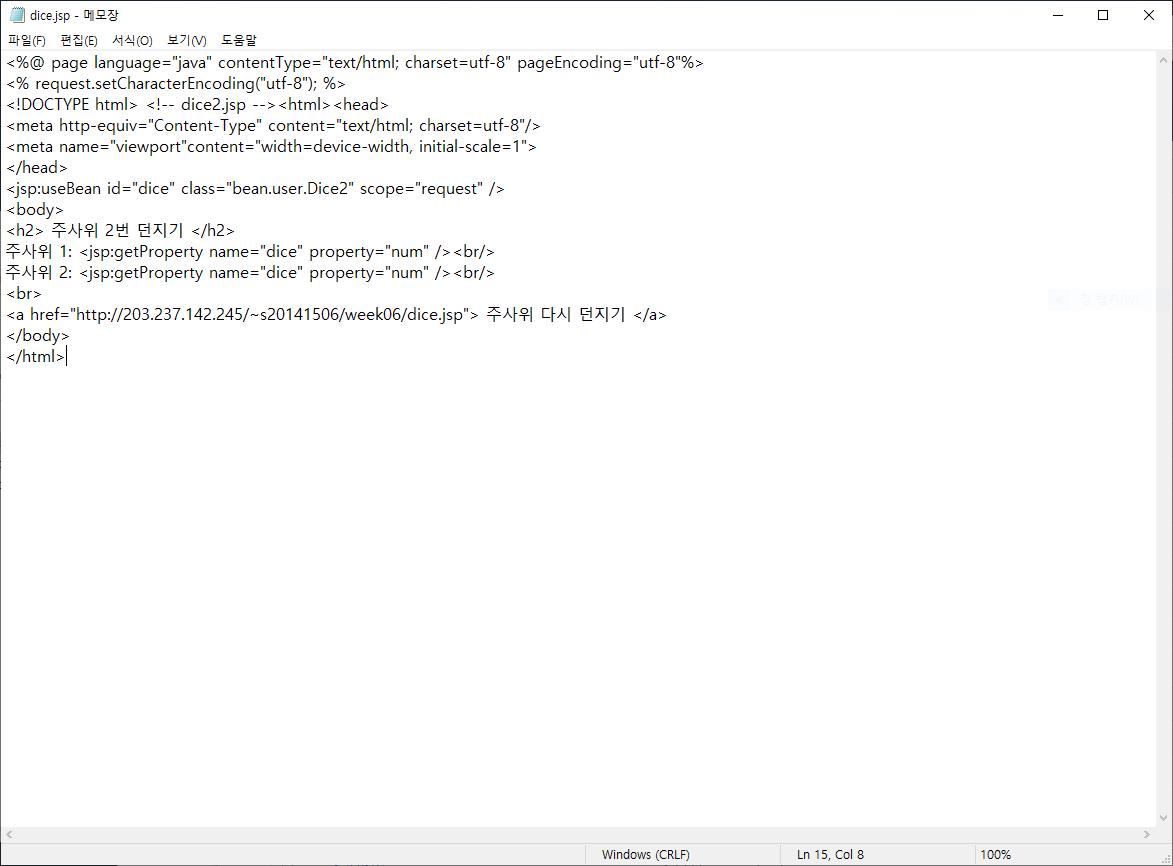 dice.jsp - 메모장
파일(F) 편집(E) 서식(O) 보기(V) 도움말
<%@ page language="java" contentType="text/html; charset=utf-8" pageEncoding="utf-8"%>
<% request.setCharacterEncoding("utf-8"); %>
<!DOCTYPE html> <!-- dice2.jsp --><html><head>
<meta http-equiv="Content-Type" content="text/html; charset=utf-8"/>
<meta name="viewport"content="width=device-width, initial-scale=1">
</head>
<jsp:useBean id="dice" class="bean.user.Dice2" scope="request" />
<body>
<h2> 주사위 2번 던지기 </h2>
주사위 1: <jsp:getProperty name="dice" property="num" /><br/>
주사위 2: <jsp:getProperty name="dice" property="num" /><br/>
<br>
<a href="http://203.237.142.245/~s20141506/week06/dice.jsp"> 주사위 다시 던지기 </a>
</body>
</html>
Windows (CRLF) Ln 15, Col 8 100%